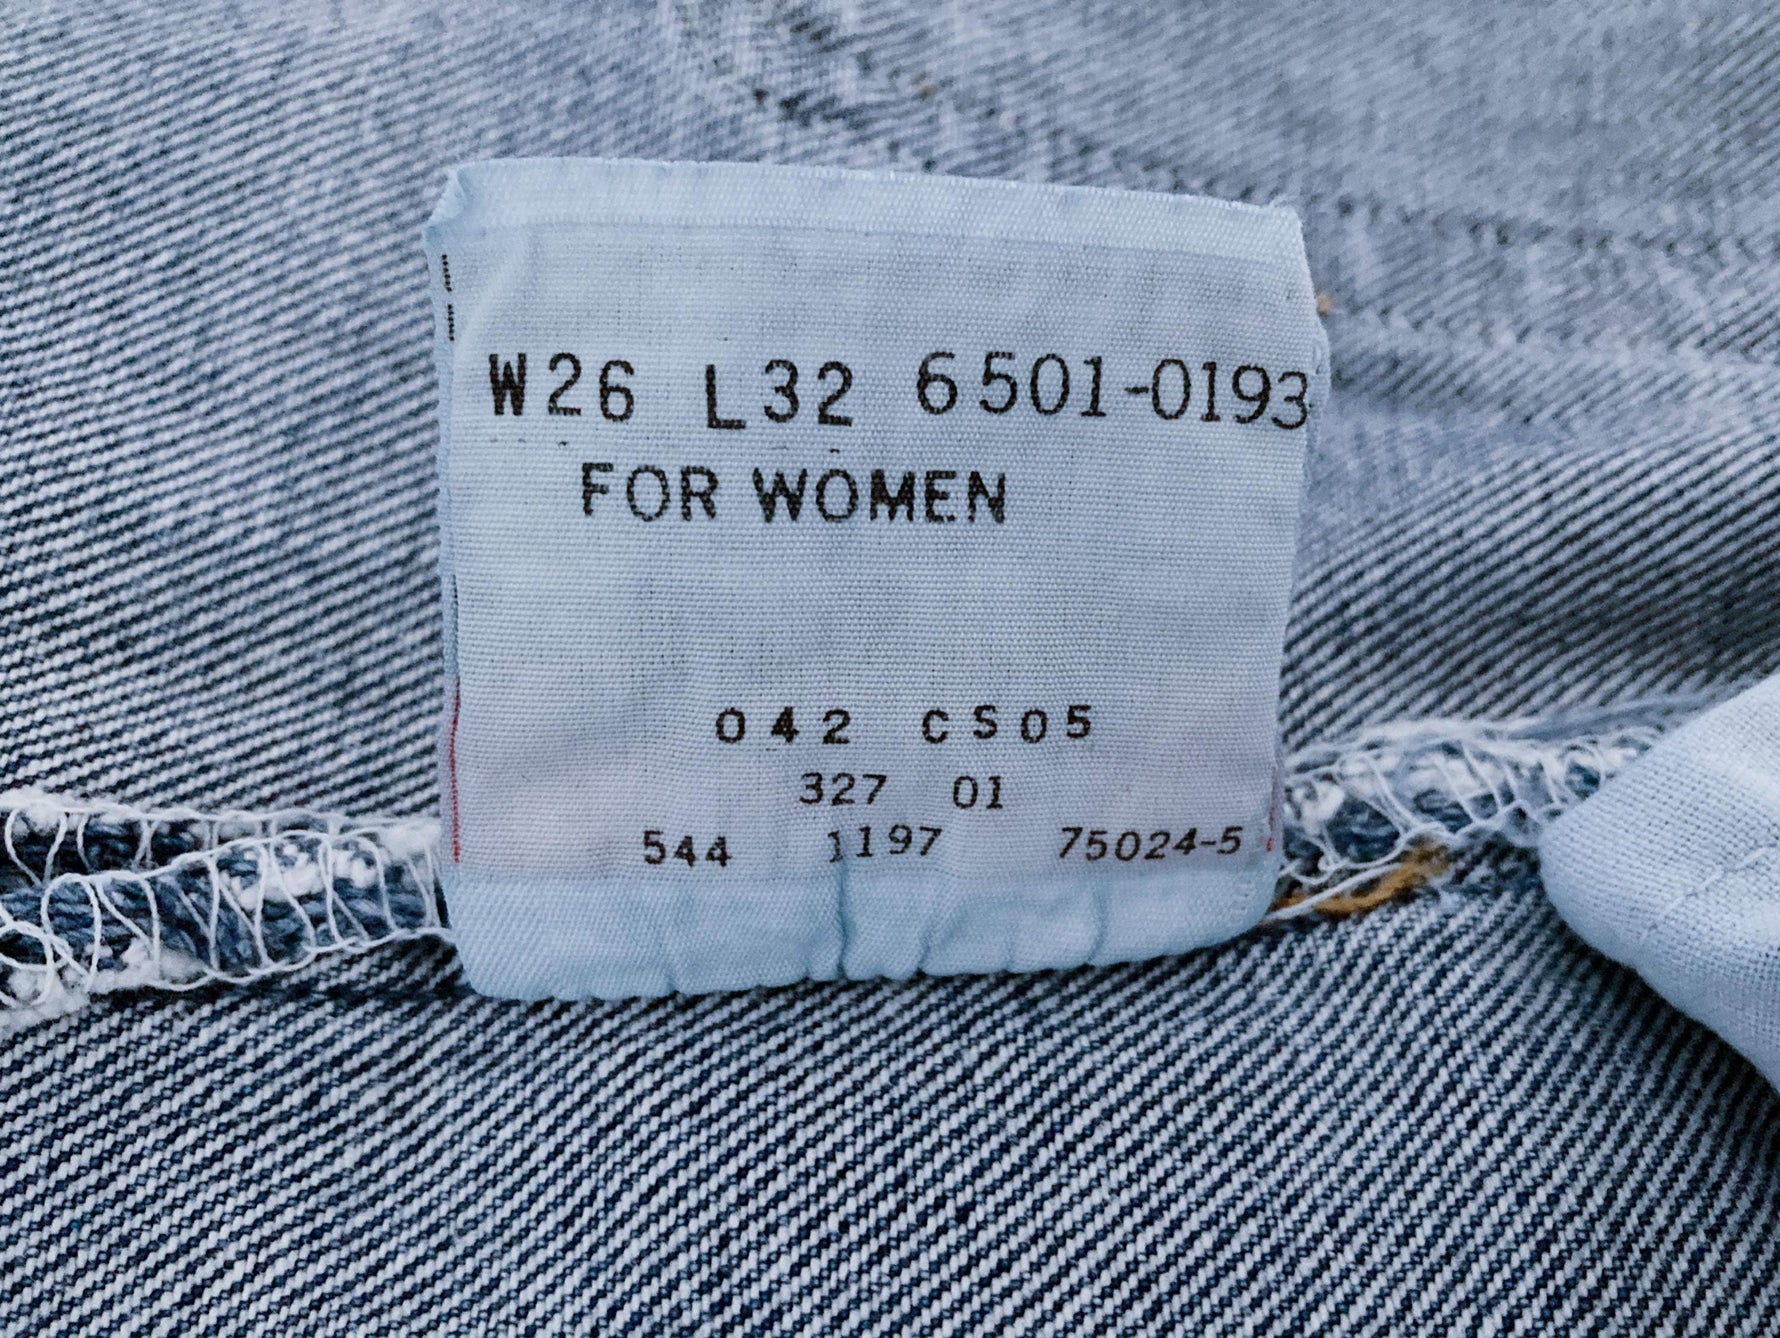 W26 L32 6501-0193
FOR WOMEN
042 CS05
327 01
544 1197 75024-5